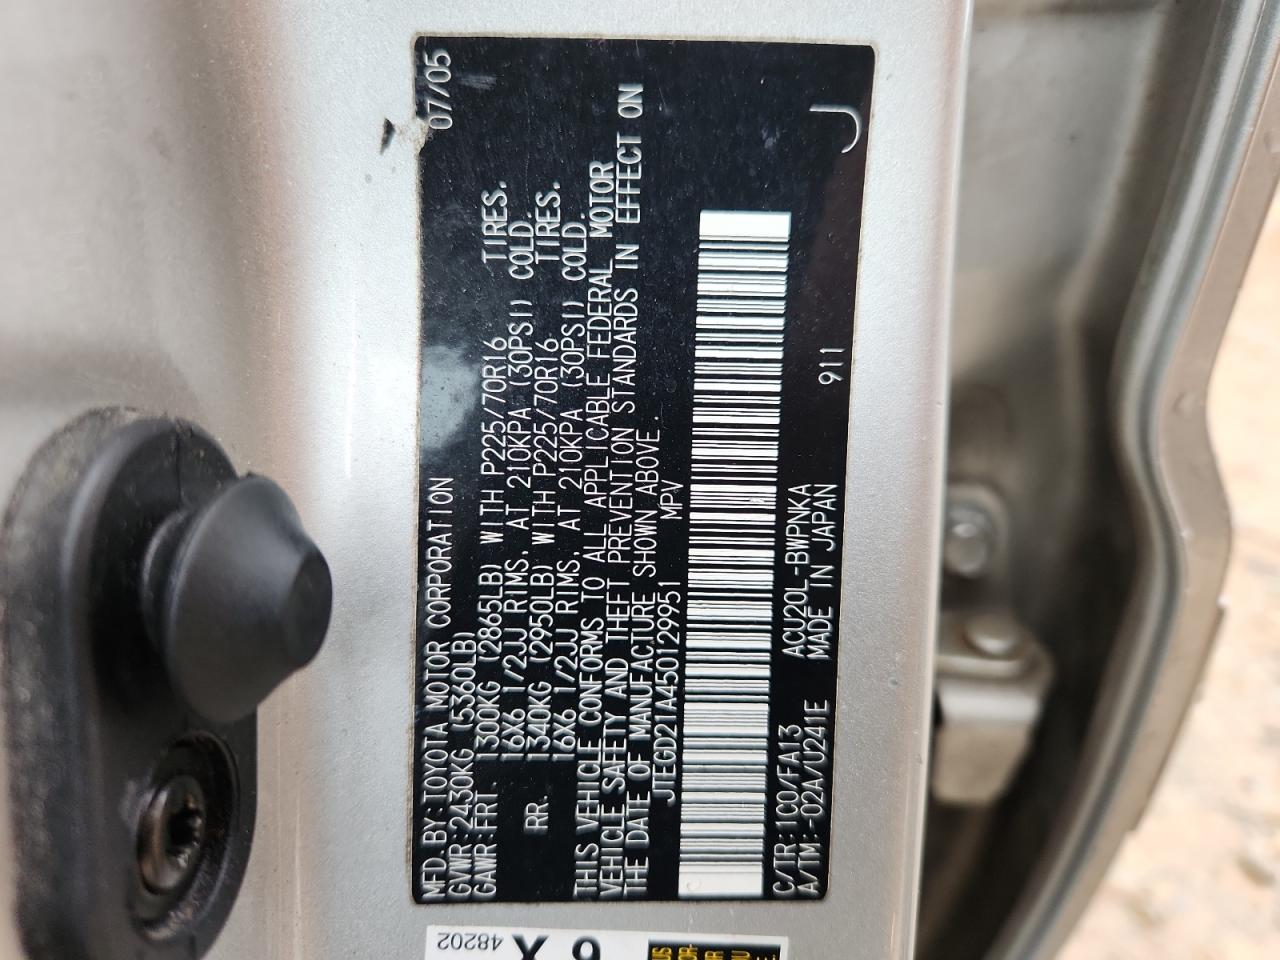 MFD.BY:TOYOTA MOTOR CORPORATION 07/05
GVWR:2430KG (5360LB)
GAWR:FRT. 1300KG (2865LB) WITH P225/70R16 TIRES.
16X6 1/2JJ RIMS, AT 210KPA (30PSI) COLD.
RR. 1340KG (2950LB) WITH P225/70R16 TIRES.
16X6 1/2JJ RIMS, AT 210KPA (30PSI) COLD.
THIS VEHICLE CONFORMS TO ALL APPLICABLE FEDERAL MOTOR
VEHICLE SAFETY AND THEFT PREVENTION STANDARDS IN EFFECT ON
THE DATE OF MANUFACTURE SHOWN ABOVE.
JTEGD21A450129951 MPV
C/TR:1C0/FA13 ACU20L-BWPNKA 911 J
A/TM:-02A/U241E MADE IN JAPAN
48202